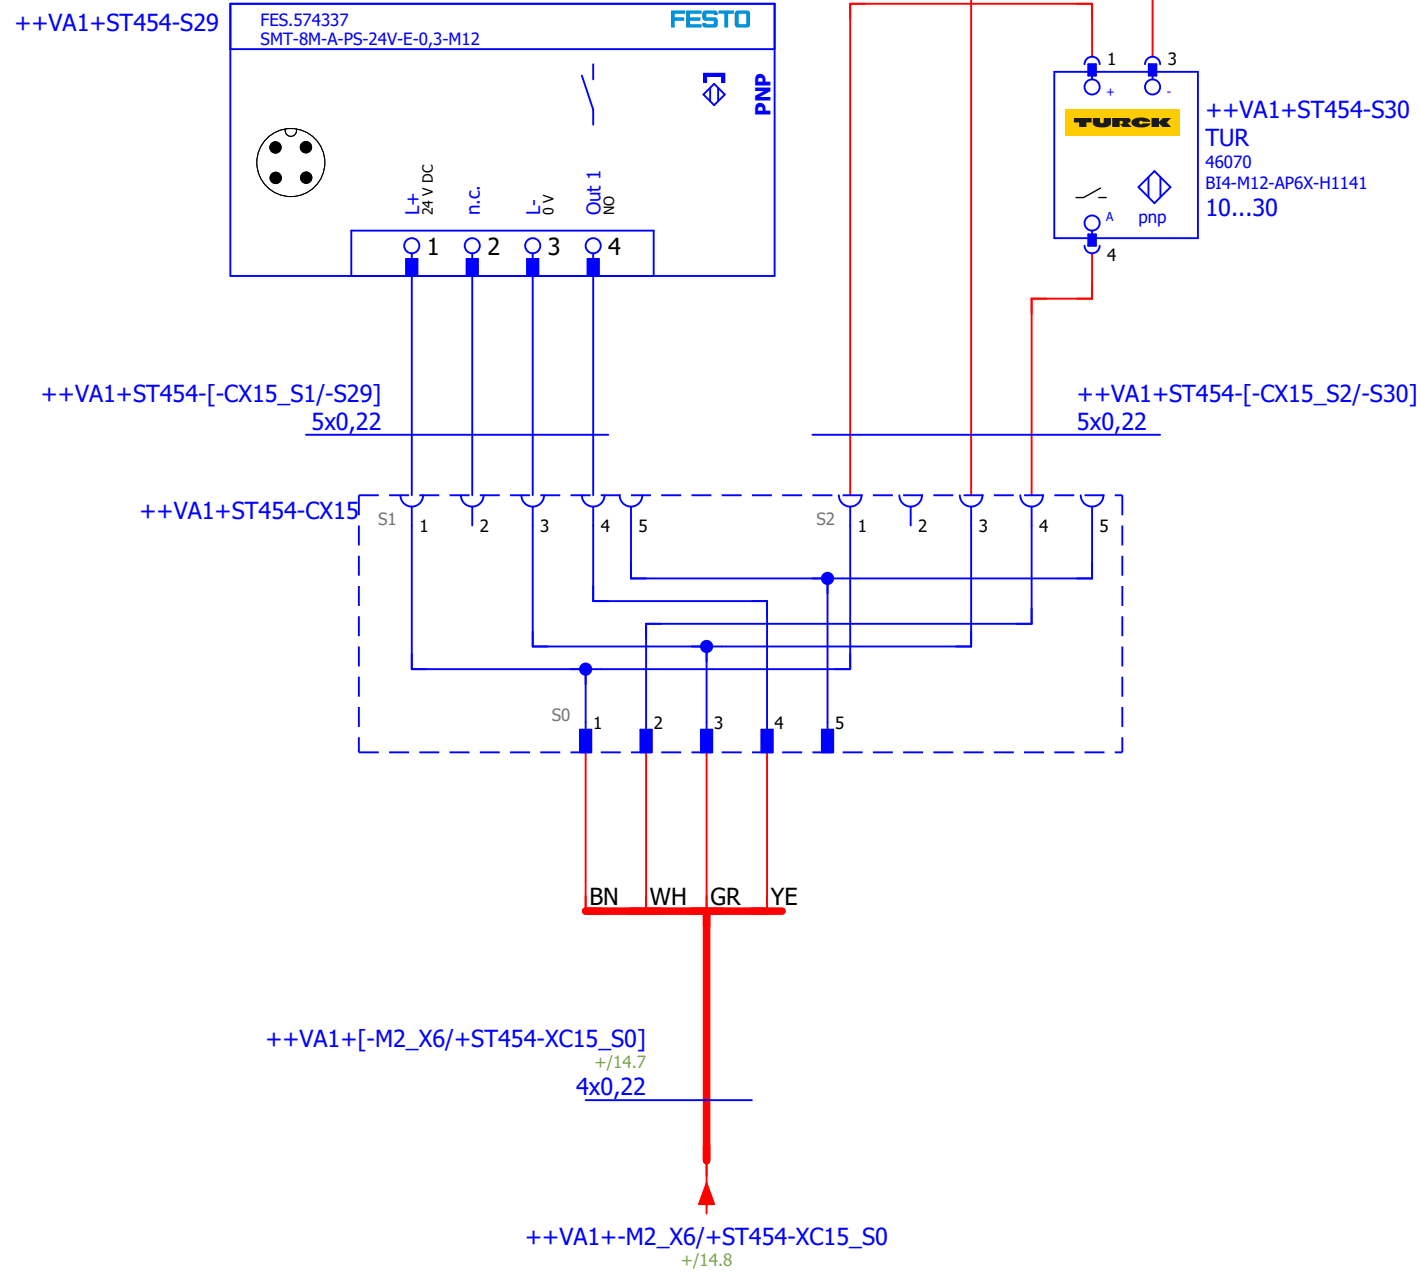 ++VA1+ST454-S29
FES.574337
SMT-8M-A-PS-24V-E-0,3-M12
FESTO
PNP
L+
24 V DC
n.c.
L-
0 V
Out 1
NO
1
2
3
4
1
3
+
-
TURCK
A
pnp
4
++VA1+ST454-S30
TUR
46070
BI4-M12-AP6X-H1141
10...30
++VA1+ST454-[-CX15_S1/-S29]
5x0,22
++VA1+ST454-[-CX15_S2/-S30]
5x0,22
++VA1+ST454-CX15
S1
1
2
3
4
5
S2
1
2
3
4
5
S0
1
2
3
4
5
BN
WH
GR
YE
++VA1+[-M2_X6/+ST454-XC15_S0]
+/14.7
4x0,22
++VA1+-M2_X6/+ST454-XC15_S0
+/14.8